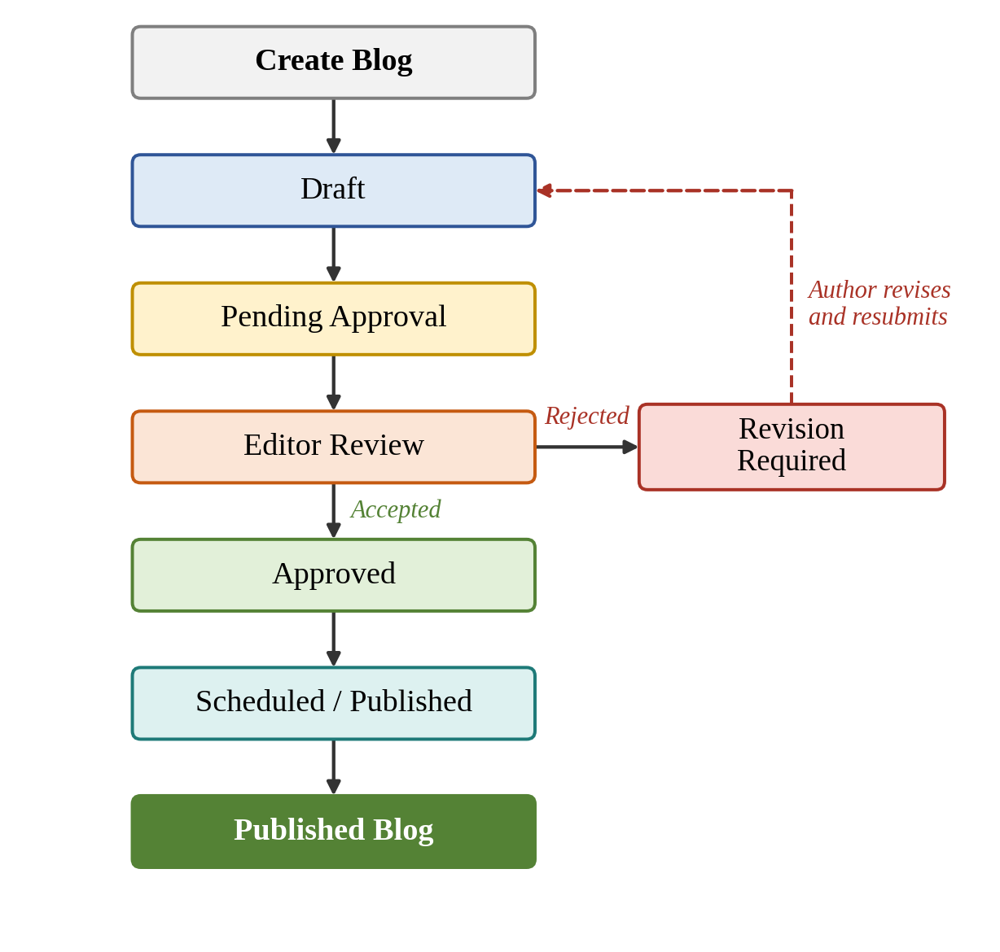 Create Blog
Draft
Author revises
and resubmits
Pending Approval
Rejected
Revision
Required
Editor Review
Accepted
Approved
Scheduled / Published
Published Blog